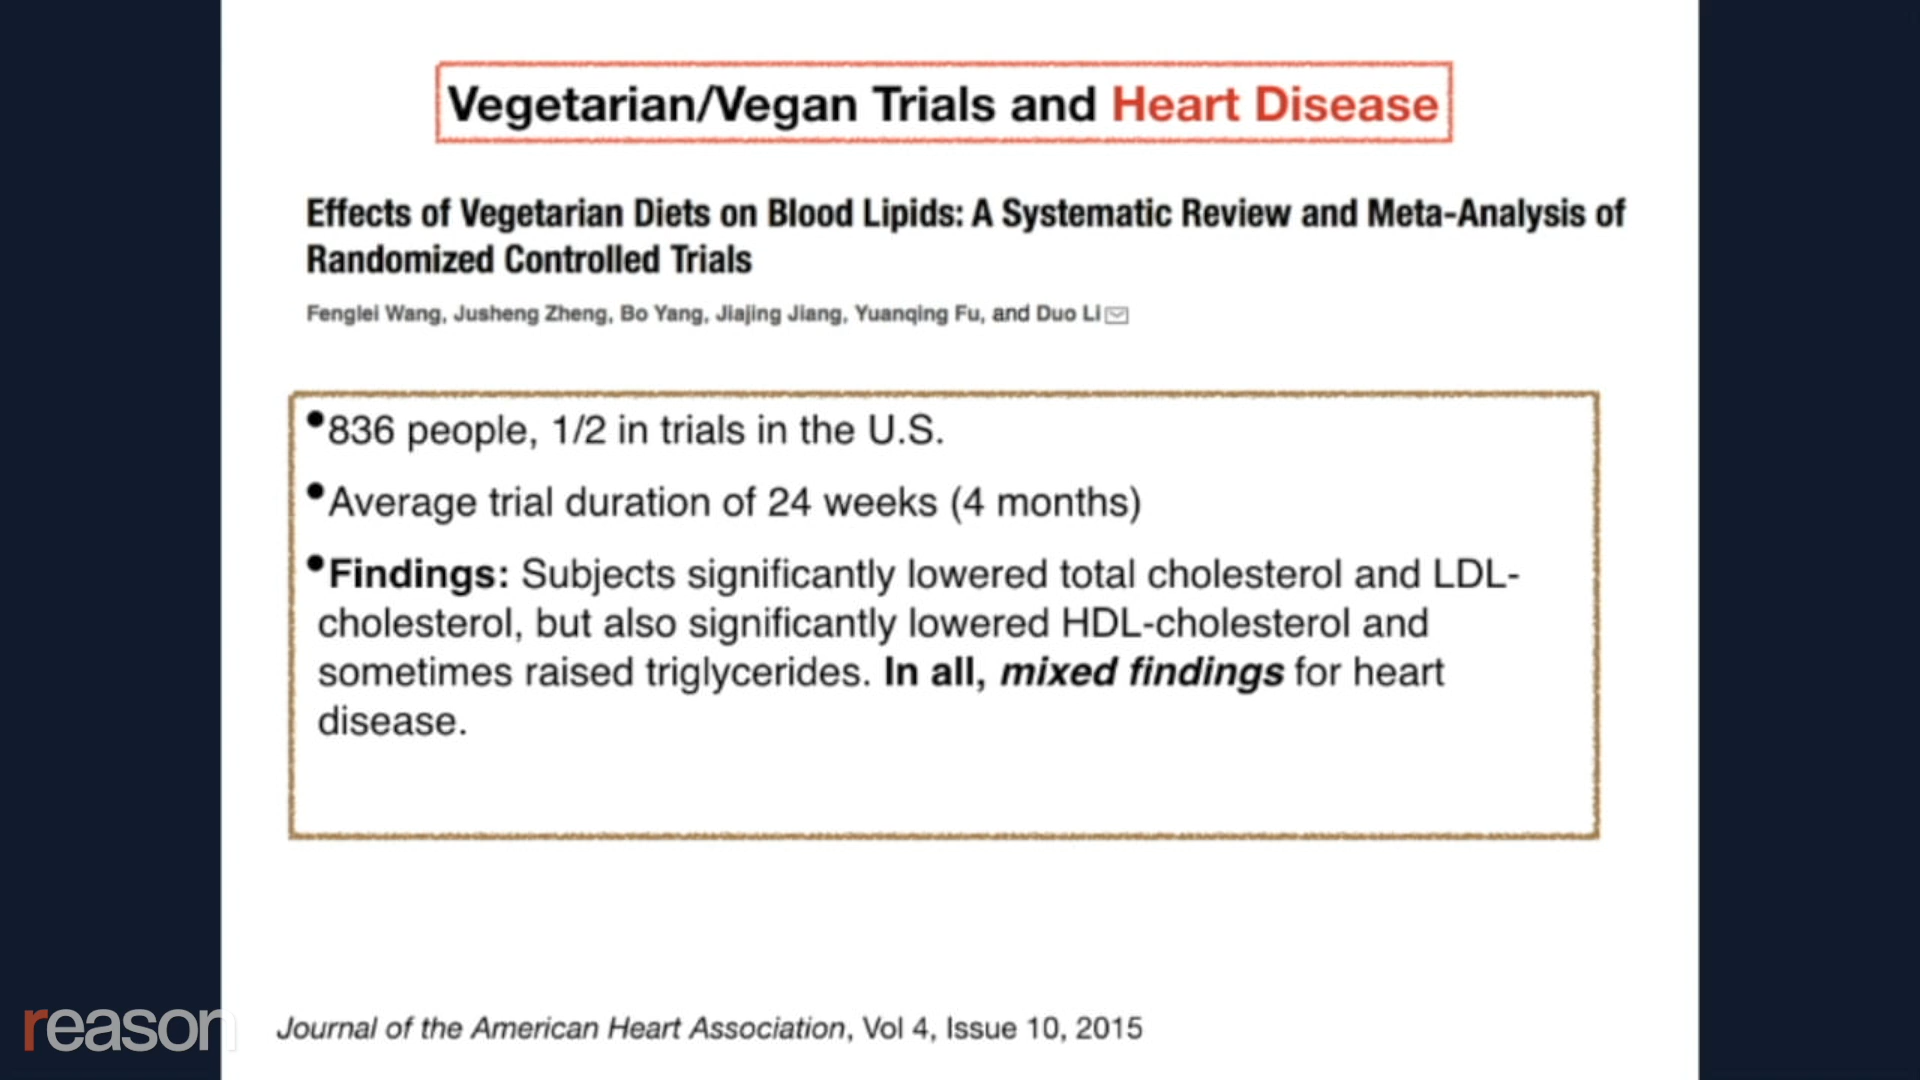 Vegetarian/Vegan Trials and Heart Disease
Effects of Vegetarian Diets on Blood Lipids: A Systematic Review and Meta-Analysis of
Randomized Controlled Trials
Fenglei Wang, Jusheng Zheng, Bo Yang, Jiajing Jiang, Yuanqing Fu, and Duo Li
•836 people, 1/2 in trials in the U.S.
•Average trial duration of 24 weeks (4 months)
•Findings: Subjects significantly lowered total cholesterol and LDL-
cholesterol, but also significantly lowered HDL-cholesterol and
sometimes raised triglycerides. In all, mixed findings for heart
disease.
reason
Journal of the American Heart Association, Vol 4, Issue 10, 2015